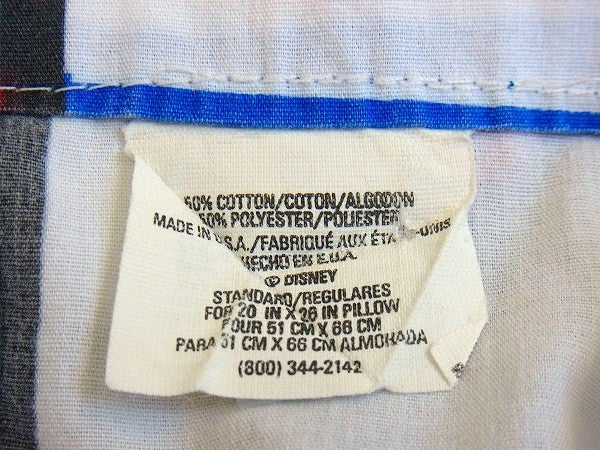 50% COTTON/COTON/ALGODON
50% POLYESTER/POLIESTER
MADE IN U.S.A./FABRIQUÉ AUX ÉTATS-UNIS
HECHO EN E.U.A.
© DISNEY
STANDARD/REGULARES
FOR 20 IN X 26 IN PILLOW
POUR 51 CM X 66 CM
PARA 51 CM X 66 CM ALMOHADA
(800) 344-2142